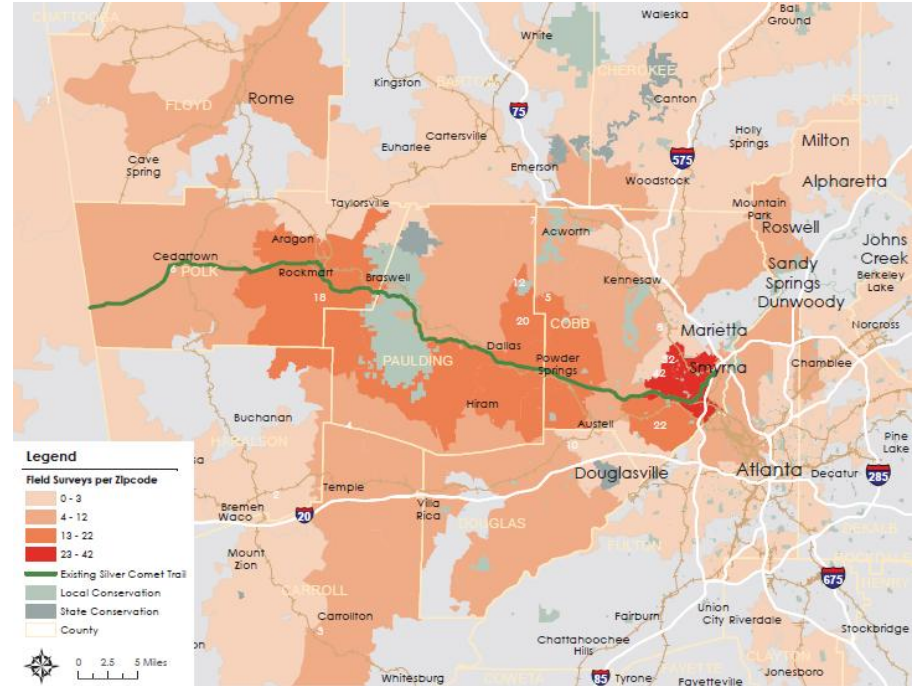 CHATTOOGA
Waleska
Ball
Ground
White
CHEROKEE
Kingston
BARTOW
FLOYD
Rome
75
Canton
FORSYTH
Cartersville
Euharlee
Holly
Springs
Milton
Emerson
575
Cave
Spring
Woodstock
Alpharetta
Taylorsville
Mountain
Park
Roswell
Acworth
Johns
Creek
Aragon
Cedartown
Sandy
Springs
Dunwoody
Berkeley
Lake
6
POLK
Rockmart
Braswell
Kennesaw
12
18
5
20
COBB
8
Marietta
Norcross
Dallas
Smyrna
Chamblee
PAULDING
Powder
Springs
Hiram
Buchanan
Austell
22
4
Pine
Lake
HARALSON
10
Douglasville
Atlanta
Decatur
285
Temple
Villa
Rica
2
Bremen
Waco
20
DOUGLAS
FULTON
DEKALB
ROCKDALE
HENRY
Mount
Zion
675
CARROLL
Carrollton
Fairburn
Union
City
Riverdale
Stockbridge
3
Chattahoochee
Hills
CLAYTON
Whitesburg
COWETA
85
Tyrone
FAYETTE
Fayetteville
Jonesboro
Legend
Field Surveys per Zipcode
0 - 3
4 - 12
13 - 22
23 - 42
Existing Silver Comet Trail
Local Conservation
State Conservation
County
0 2.5 5 Miles